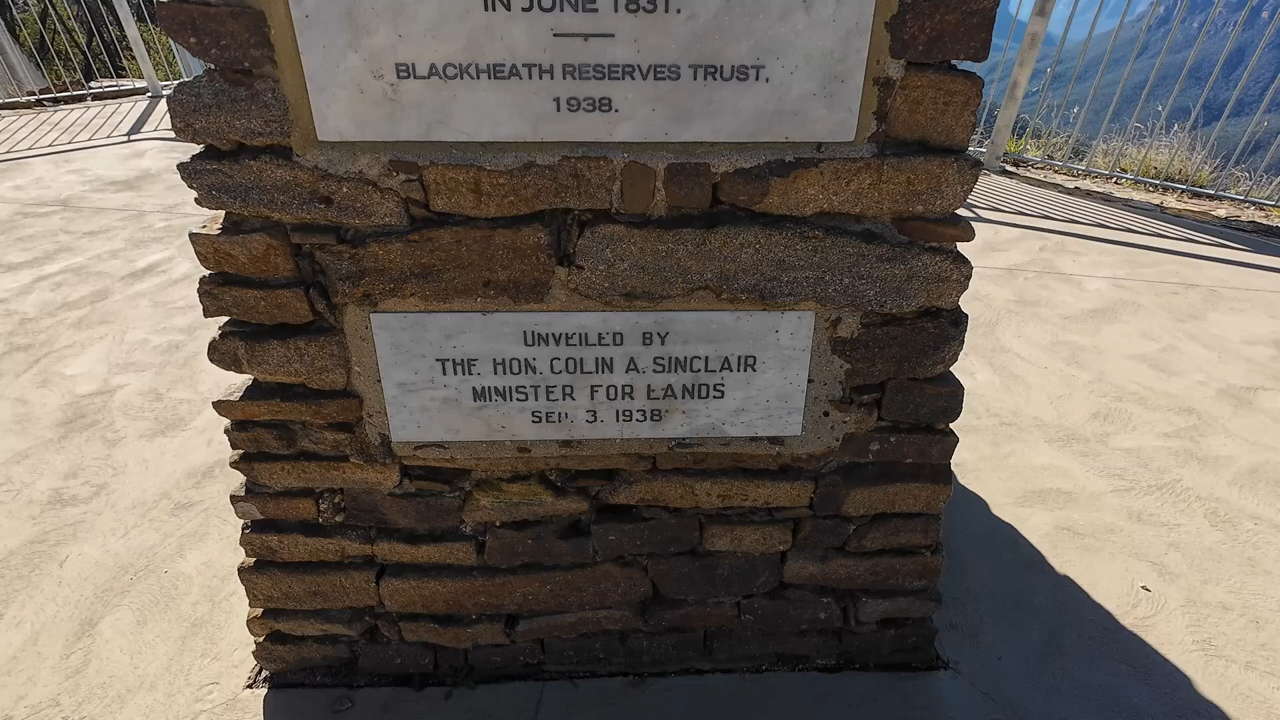 IN JUNE 1831.
BLACKHEATH RESERVES TRUST,
1938.
UNVEILED BY
THE HON. COLIN A. SINCLAIR
MINISTER FOR LANDS
SEP. 3. 1938